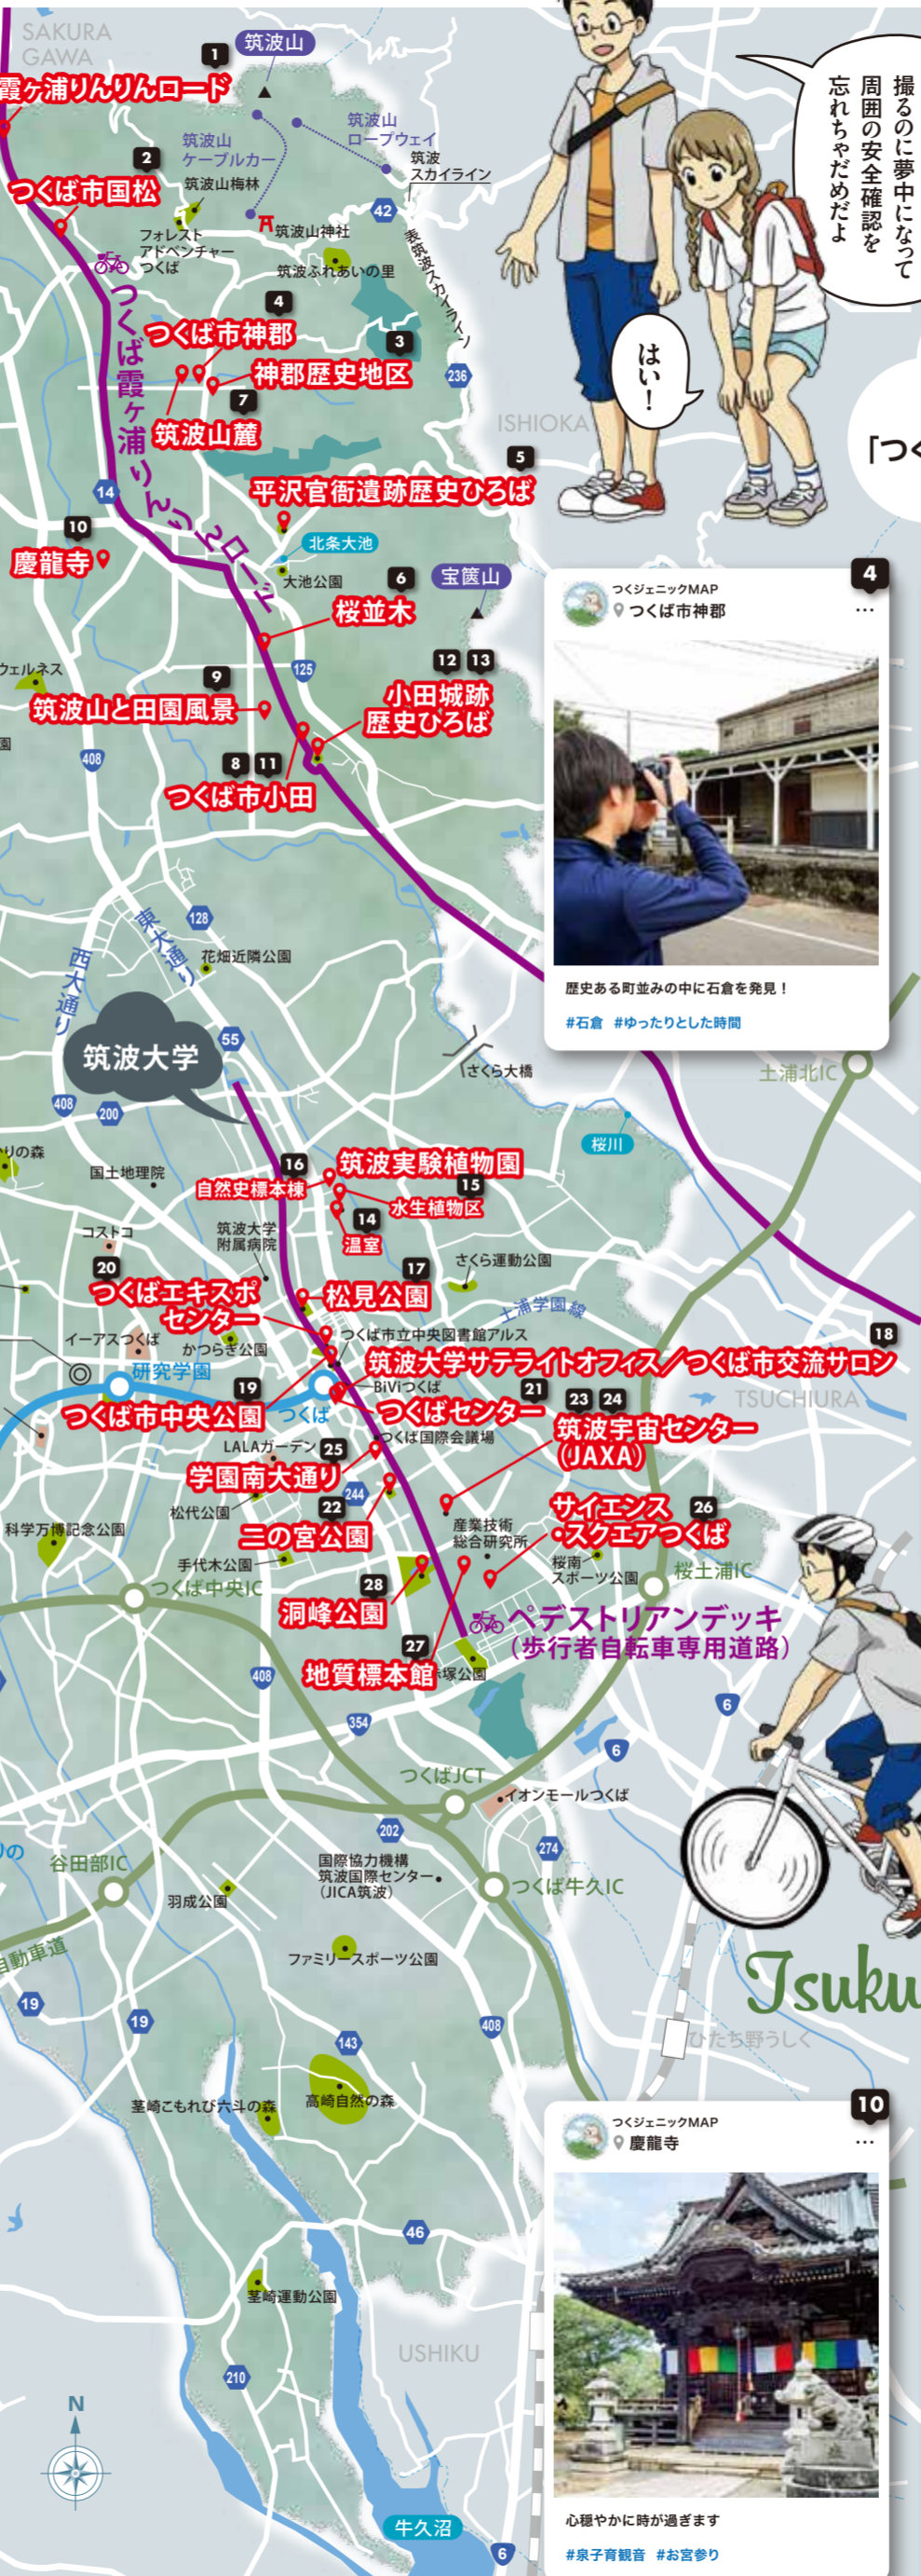 SAKURA
GAWA
1
筑波山
霞ヶ浦りんりんロード
筑波山
ケーブルカー
筑波山
ロープウェイ
2
つくば市国松
筑波山梅林
筑波
スカイライン
42
フォレスト
アドベンチャー
つくば
筑波山神社
筑波ふれあいの里
表筑波スカイライン
撮るのに夢中になって
周囲の安全確認を
忘れちゃだめだよ
はい！
つくば霞ヶ浦りんりんロード
4
つくば市神郡
3
神郡歴史地区
236
7
筑波山麓
ISHIOKA
「つく
5
平沢官衙遺跡歴史ひろば
14
10
慶龍寺
北条大池
大池公園
6
桜並木
宝篋山
125
12 13
小田城跡
歴史ひろば
ウェルネス
9
筑波山と田園風景
園
408
8 11
つくば市小田
4
つくジェニックMAP
つくば市神郡
…
歴史ある町並みの中に石倉を発見！
#石倉 #ゆったりとした時間
128
東大通り
西大通り
花畑近隣公園
筑波大学
55
さくら大橋
土浦北IC
408
200
桜川
りの森
国土地理院
16
自然史標本棟
筑波実験植物園
15
水生植物区
14
温室
コストコ
筑波大学
附属病院
20
つくばエキスポ
センター
17
松見公園
さくら運動公園
土浦学園線
イーアスつくば
かつらぎ公園
つくば市立中央図書館アルス
18
筑波大学サテライトオフィス／つくば市交流サロン
研究学園
つくば
BiViつくば
TSUCHIURA
19
つくば市中央公園
21
つくばセンター
23 24
筑波宇宙センター
(JAXA)
つくば国際会議場
LALAガーデン
25
学園南大通り
244
松代公園
22
二の宮公園
科学万博記念公園
産業技術
総合研究所
26
サイエンス
・スクエアつくば
手代木公園
桜南
スポーツ公園
桜土浦IC
つくば中央IC
28
洞峰公園
ペデストリアンデッキ
（歩行者自転車専用道路）
27
地質標本館
塚公園
408
354
6
6
つくばJCT
イオンモールつくば
202
274
りの
谷田部IC
国際協力機構
筑波国際センター
（JICA筑波）
つくば牛久IC
羽成公園
自動車道
ファミリースポーツ公園
Tsuku
19
19
408
ひたち野うしく
143
茎崎こもれび六斗の森
高崎自然の森
10
つくジェニックMAP
慶龍寺
…
心穏やかに時が過ぎます
#泉子育観音 #お宮参り
46
茎崎運動公園
USHIKU
210
N
牛久沼
6